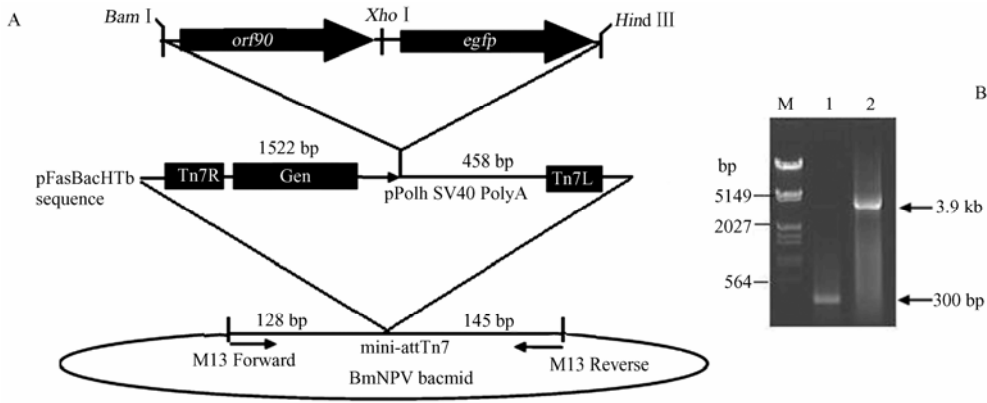 A
Bam I
Xho I
Hind III
orf90
egfp
1522 bp
458 bp
pFasBacHTb
sequence
Tn7R
Gen
Tn7L
pPolh SV40 PolyA
128 bp
145 bp
mini-attTn7
M13 Forward
M13 Reverse
BmNPV bacmid
B
M 1 2
bp
5149
2027
564
3.9 kb
300 bp